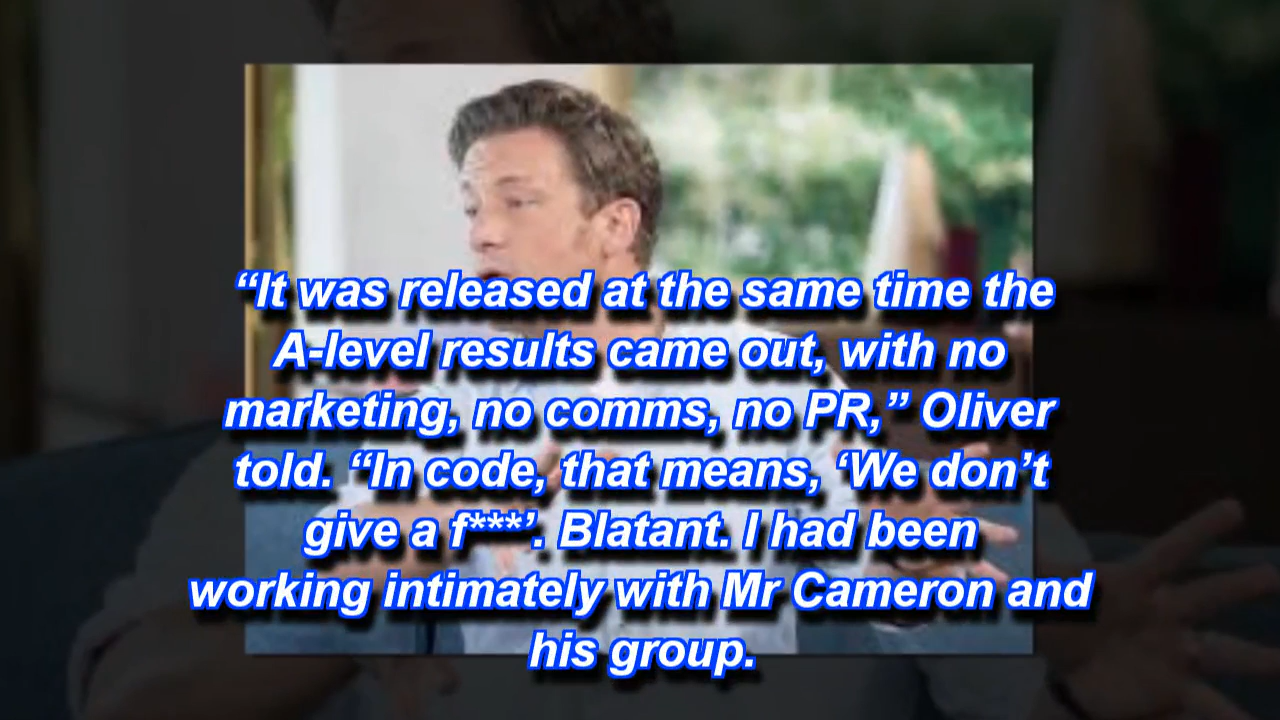 “It was released at the same time the
A-level results came out, with no
marketing, no comms, no PR,” Oliver
told. “In code, that means, ‘We don’t
give a f***’. Blatant. I had been
working intimately with Mr Cameron and
his group.